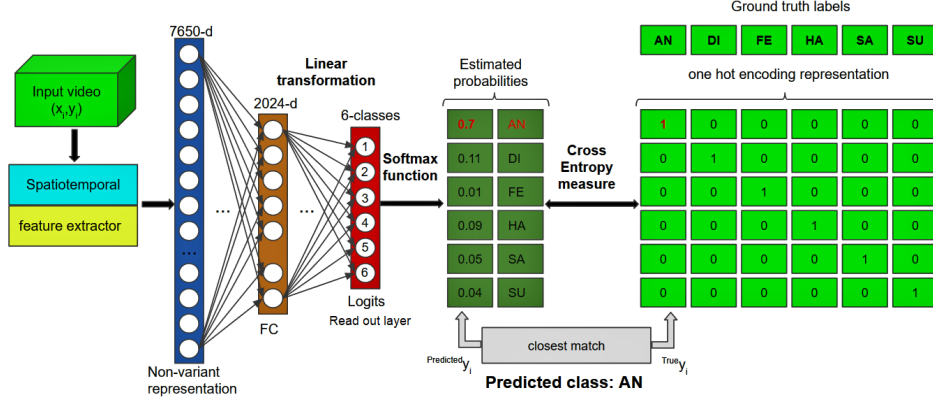 Ground truth labels
AN DI FE HA SA SU
7650-d
Input video
(xi,yi)
Linear
transformation
2024-d
6-classes
Estimated
probabilities
one hot encoding representation
Spatiotemporal
feature extractor
...
...
...
1
2
3
4
5
6
Softmax
function
Cross
Entropy
measure
0.7 AN
0.11 DI
0.01 FE
0.09 HA
0.05 SA
0.04 SU
1 0 0 0 0 0
0 1 0 0 0 0
0 0 1 0 0 0
0 0 0 1 0 0
0 0 0 0 1 0
0 0 0 0 0 1
FC
Logits
Read out layer
Non-variant
representation
closest match
Predicted yi
True yi
Predicted class: AN